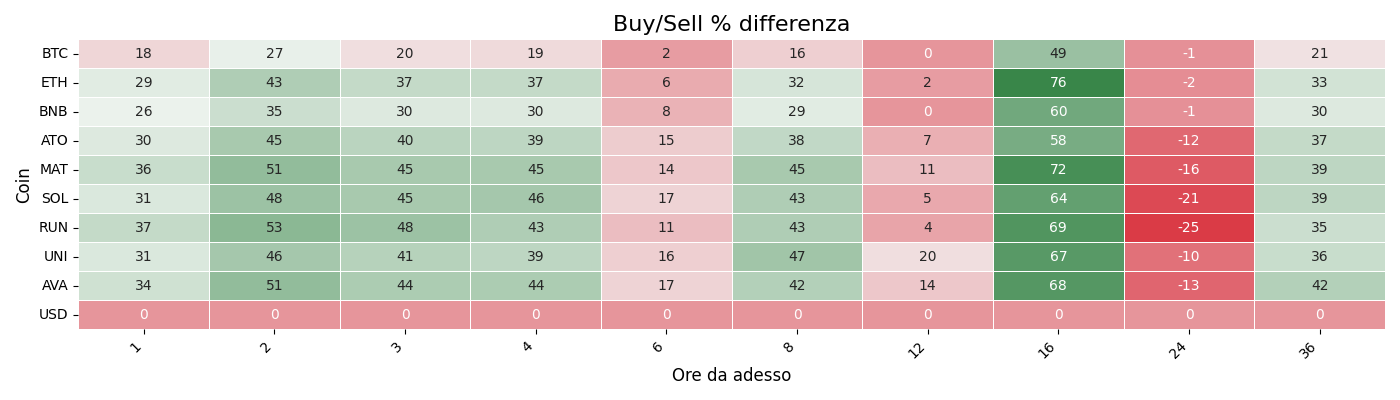 Buy/Sell % differenza
Coin
BTC 18 27 20 19 2 16 0 49 -1 21
ETH 29 43 37 37 6 32 2 76 -2 33
BNB 26 35 30 30 8 29 0 60 -1 30
ATO 30 45 40 39 15 38 7 58 -12 37
MAT 36 51 45 45 14 45 11 72 -16 39
SOL 31 48 45 46 17 43 5 64 -21 39
RUN 37 53 48 43 11 43 4 69 -25 35
UNI 31 46 41 39 16 47 20 67 -10 36
AVA 34 51 44 44 17 42 14 68 -13 42
USD 0 0 0 0 0 0 0 0 0 0
1 2 3 4 6 8 12 16 24 36
Ore da adesso